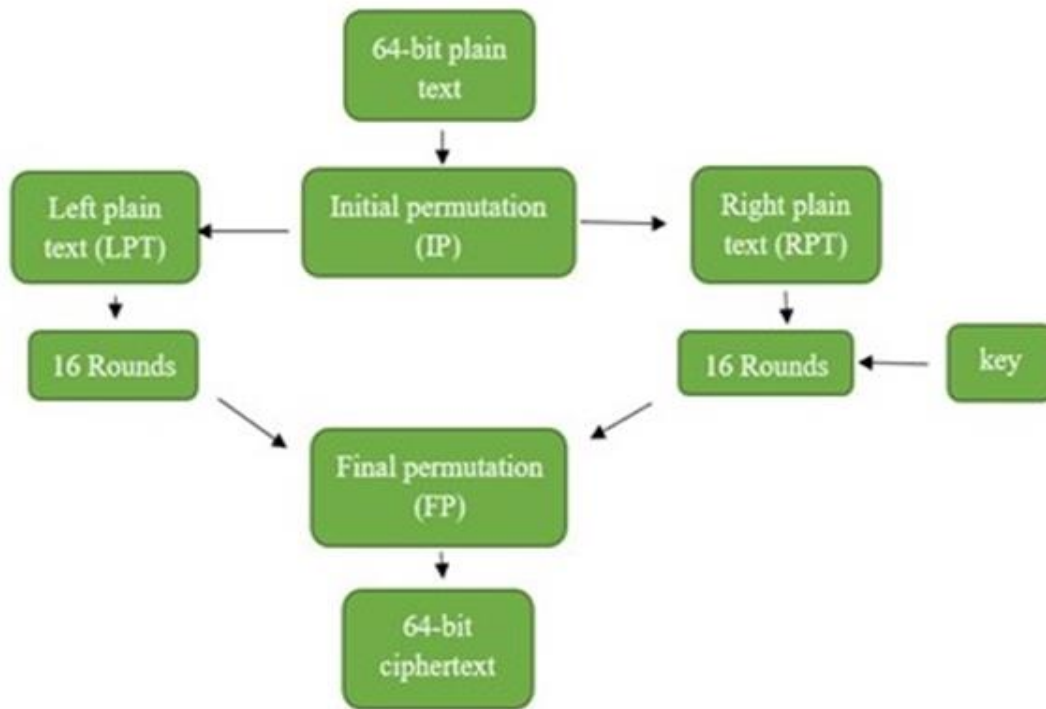 64-bit plain
text
Left plain
text (LPT)
Initial permutation
(IP)
Right plain
text (RPT)
16 Rounds
16 Rounds
key
Final permutation
(FP)
64-bit
ciphertext